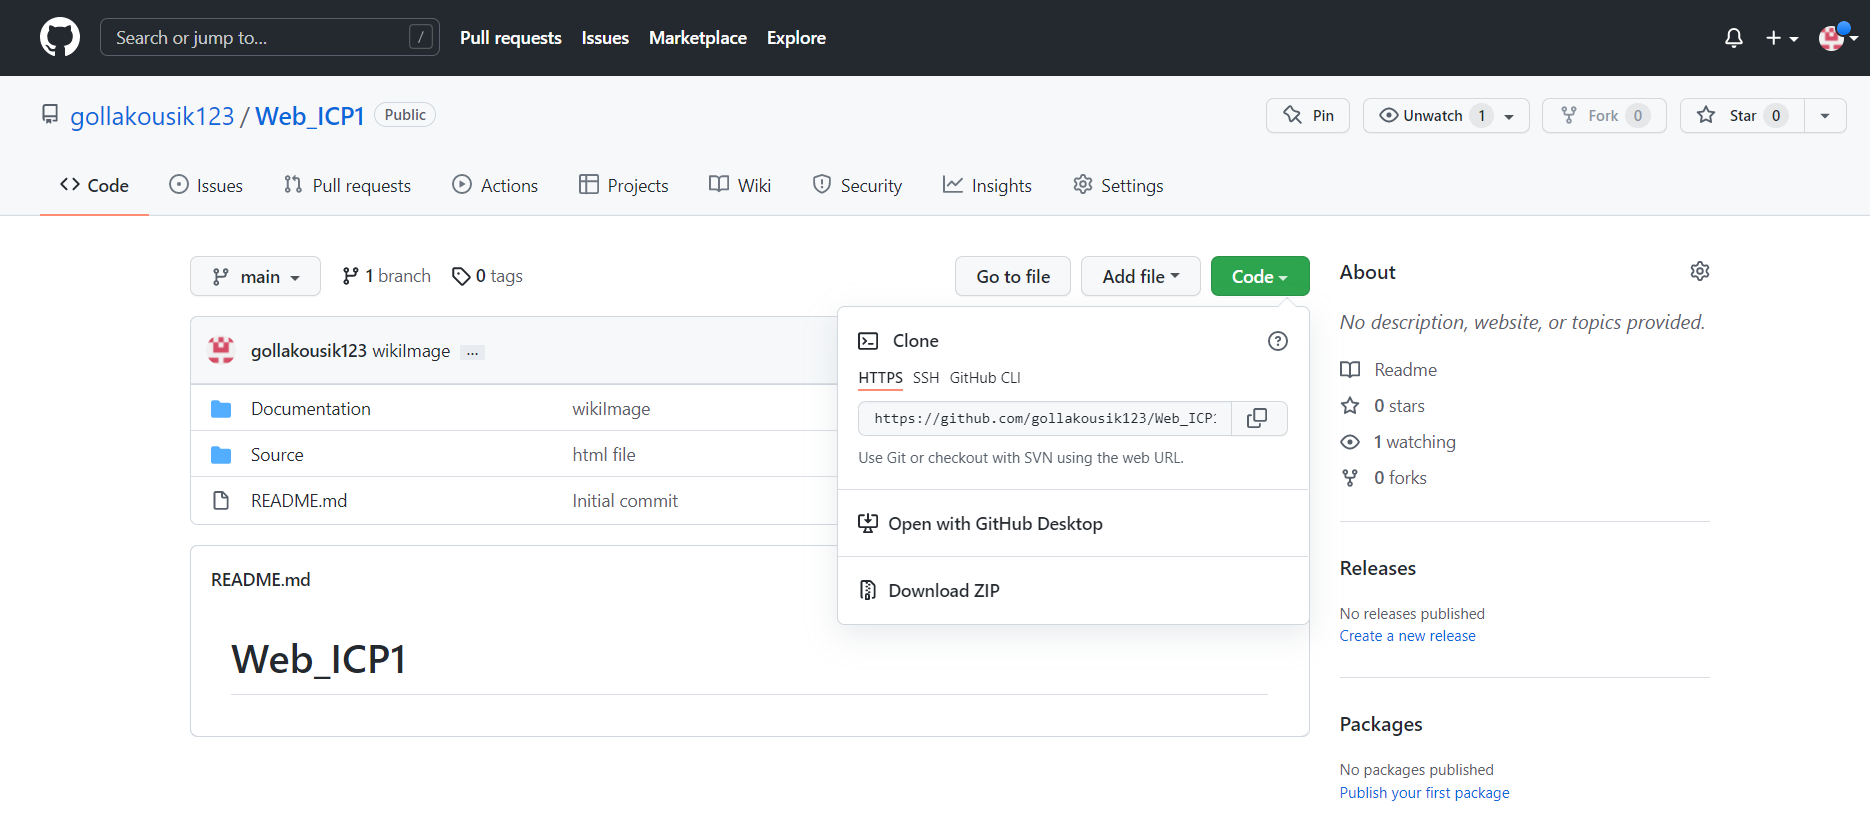 Search or jump to... /
Pull requests Issues Marketplace Explore
gollakousik123 / Web_ICP1 Public
Pin Unwatch 1 Fork 0 Star 0
Code Issues Pull requests Actions Projects Wiki Security Insights Settings
main 1 branch 0 tags
Go to file Add file Code
gollakousik123 wikiImage ...
Documentation wikiImage
Source html file
README.md Initial commit
README.md
Web_ICP1
Clone
HTTPS SSH GitHub CLI
https://github.com/gollakousik123/Web_ICP1
Use Git or checkout with SVN using the web URL.
Open with GitHub Desktop
Download ZIP
About
No description, website, or topics provided.
Readme
0 stars
1 watching
0 forks
Releases
No releases published
Create a new release
Packages
No packages published
Publish your first package